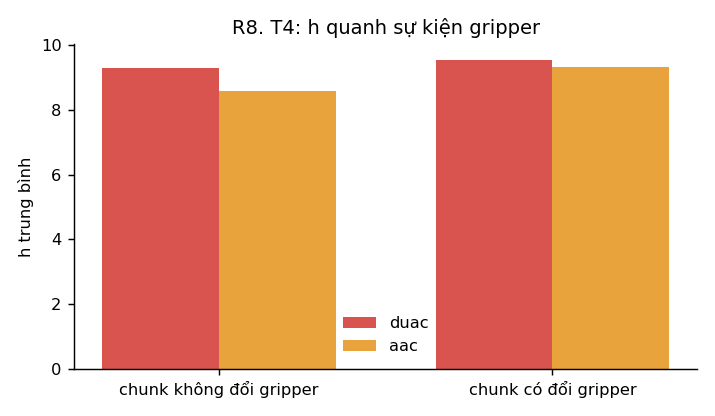 R8. T4: h quanh sự kiện gripper
h trung bình
10
8
6
4
2
0
duac
aac
chunk không đổi gripper
chunk có đổi gripper